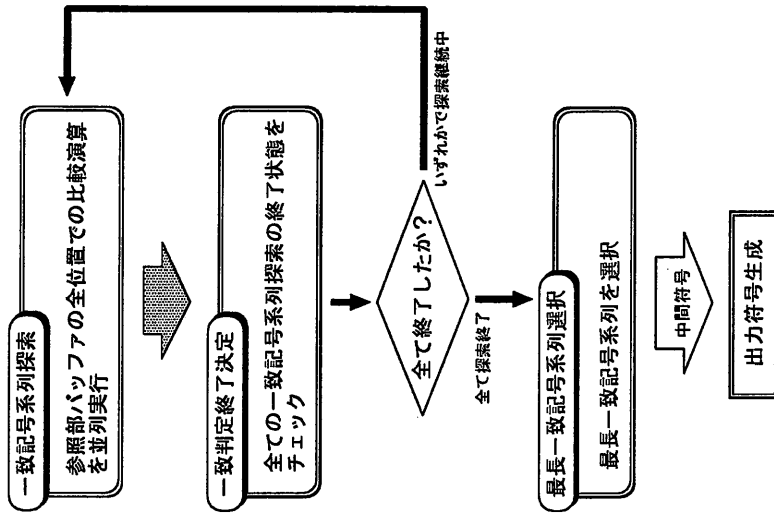 一致記号系列探索
参照部バッファの全位置での比較演算
を並列実行
一致判定終了決定
全ての一致記号系列探索の終了状態を
チェック
全て終了したか?
いずれかで探索継続中
全て探索終了
最長一致記号系列選択
最長一致記号系列を選択
中間符号
出力符号生成